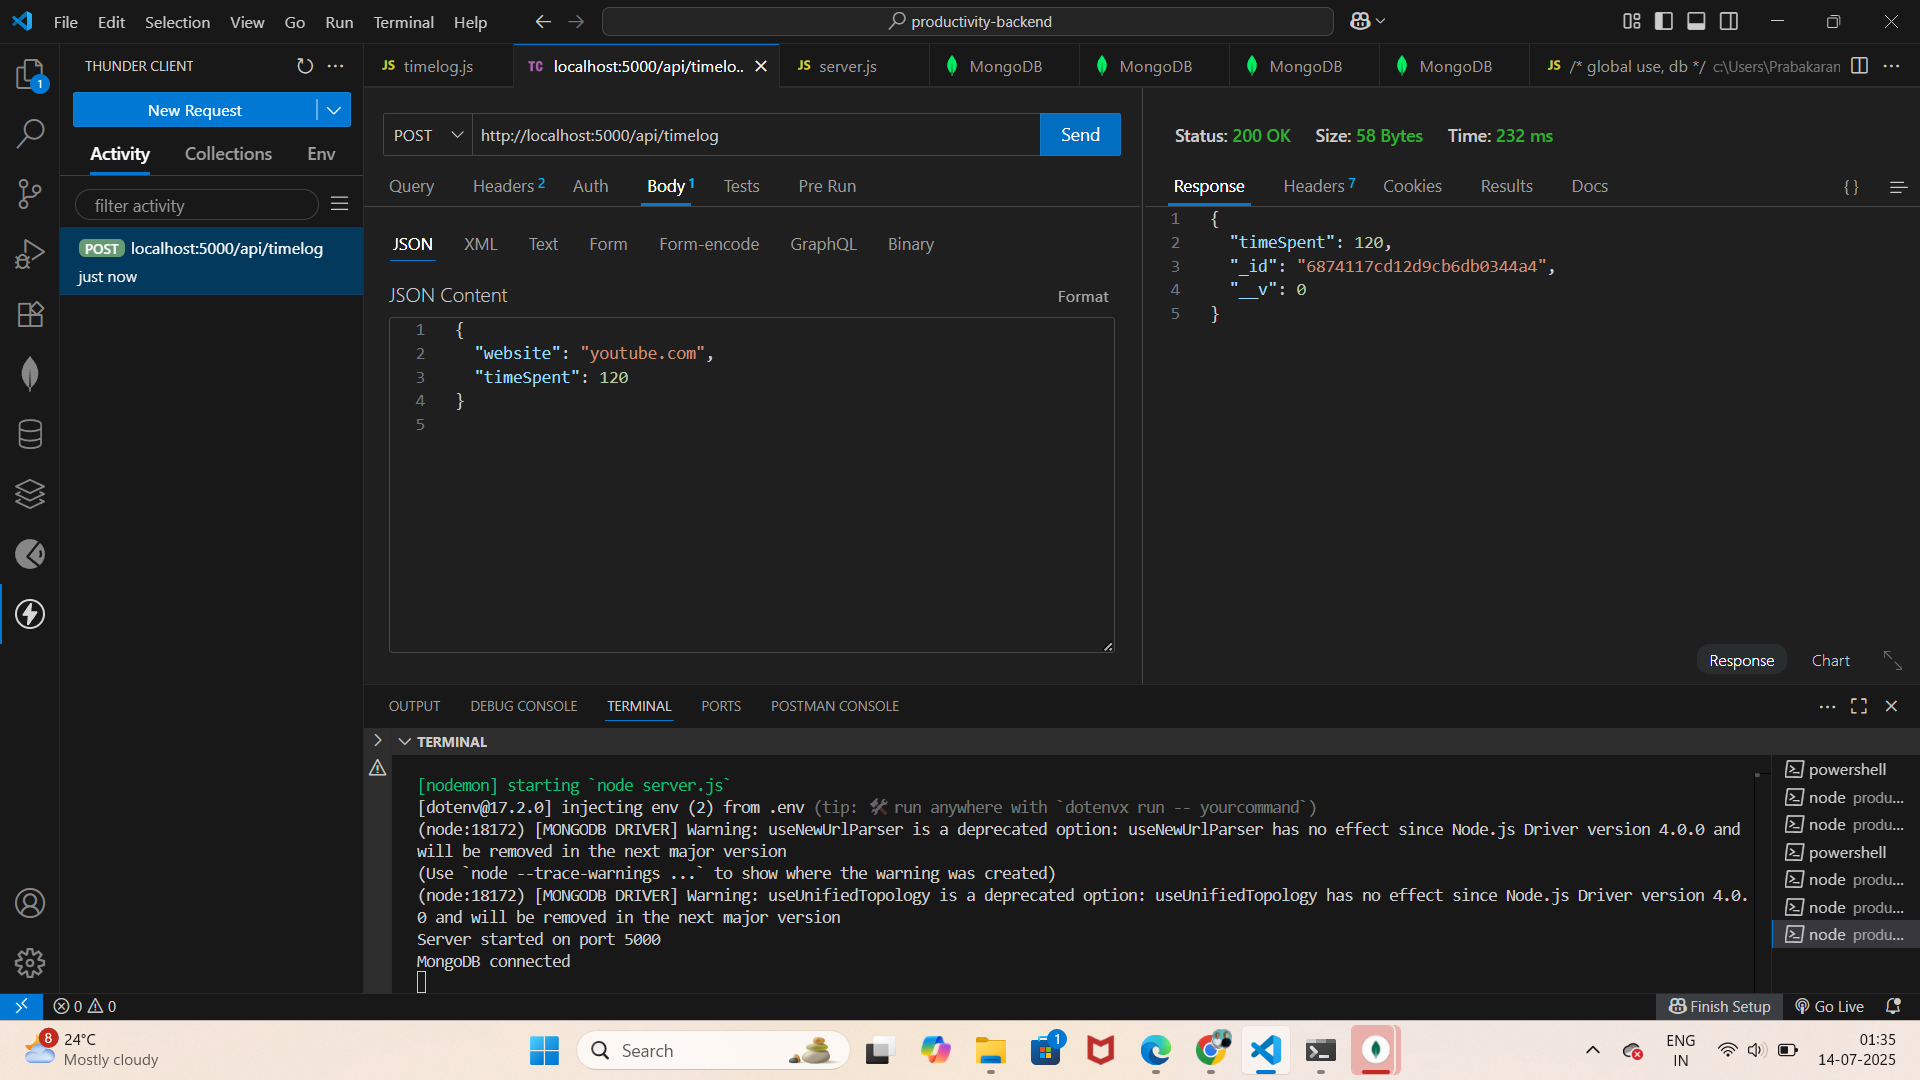 File Edit Selection View Go Run Terminal Help
productivity-backend
THUNDER CLIENT
New Request
Activity Collections Env
filter activity
POST localhost:5000/api/timelog
just now
1
JS timelog.js
TC localhost:5000/api/timelo..
JS server.js
MongoDB
MongoDB
MongoDB
MongoDB
JS /* global use, db */ c:\Users\Prabakaran
POST http://localhost:5000/api/timelog Send
Query Headers 2 Auth Body 1 Tests Pre Run
JSON XML Text Form Form-encode GraphQL Binary
JSON Content Format
1 {
2 "website": "youtube.com",
3 "timeSpent": 120
4 }
5
Status: 200 OK Size: 58 Bytes Time: 232 ms
Response Headers 7 Cookies Results Docs { }
1 {
2 "timeSpent": 120,
3 "_id": "6874117cd12d9cb6db0344a4",
4 "__v": 0
5 }
Response Chart
OUTPUT DEBUG CONSOLE TERMINAL PORTS POSTMAN CONSOLE
TERMINAL
[nodemon] starting `node server.js`
[dotenv@17.2.0] injecting env (2) from .env (tip: 🛠️ run anywhere with `dotenvx run -- yourcommand`)
(node:18172) [MONGODB DRIVER] Warning: useNewUrlParser is a deprecated option: useNewUrlParser has no effect since Node.js Driver version 4.0.0 and
will be removed in the next major version
(Use `node --trace-warnings ...` to show where the warning was created)
(node:18172) [MONGODB DRIVER] Warning: useUnifiedTopology is a deprecated option: useUnifiedTopology has no effect since Node.js Driver version 4.0.
0 and will be removed in the next major version
Server started on port 5000
MongoDB connected
powershell
node produ...
node produ...
powershell
node produ...
node produ...
node produ...
0 0
Finish Setup Go Live
8
24°C
Mostly cloudy
Search
1
ENG
IN
01:35
14-07-2025